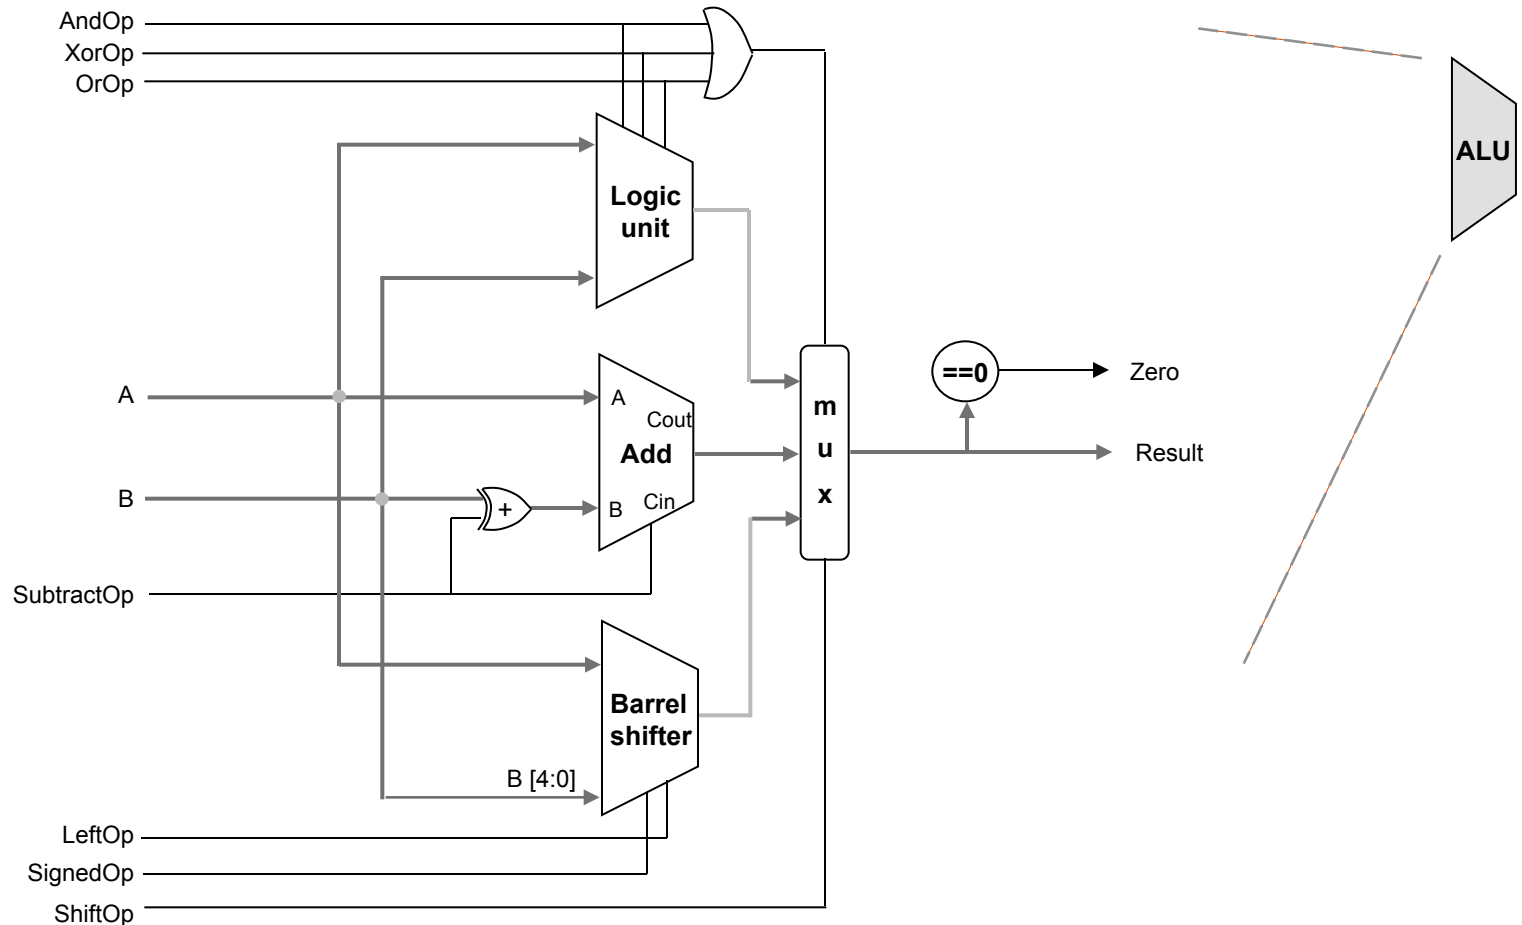 AndOp
XorOp
OrOp
ALU
Logic
unit
A
A
Cout
Add
B
B
Cin
+
m
u
x
==0
Zero
Result
SubtractOp
Barrel
shifter
B [4:0]
LeftOp
SignedOp
ShiftOp